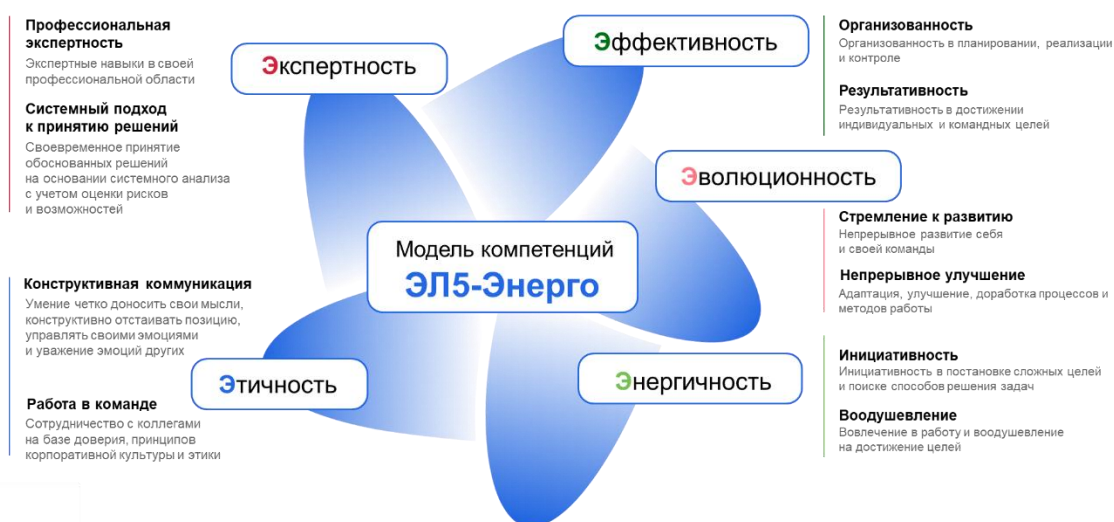 Профессиональная
экспертность
Экспертные навыки в своей
профессиональной области
Системный подход
к принятию решений
Своевременное принятие
обоснованных решений
на основании системного анализа
с учетом оценки рисков
и возможностей
Экспертность
Эффективность
Организованность
Организованность в планировании, реализации
и контроле
Результативность
Результативность в достижении
индивидуальных и командных целей
Эволюционность
Стремление к развитию
Непрерывное развитие себя
и своей команды
Непрерывное улучшение
Адаптация, улучшение, доработка процессов и
методов работы
Модель компетенций
ЭЛ5-Энерго
Конструктивная коммуникация
Умение четко доносить свои мысли,
конструктивно отстаивать позицию,
управлять своими эмоциями
и уважение эмоций других
Этичность
Работа в команде
Сотрудничество с коллегами
на базе доверия, принципов
корпоративной культуры и этики
Энергичность
Инициативность
Инициативность в постановке сложных целей
и поиске способов решения задач
Воодушевление
Вовлечение в работу и воодушевление
на достижение целей